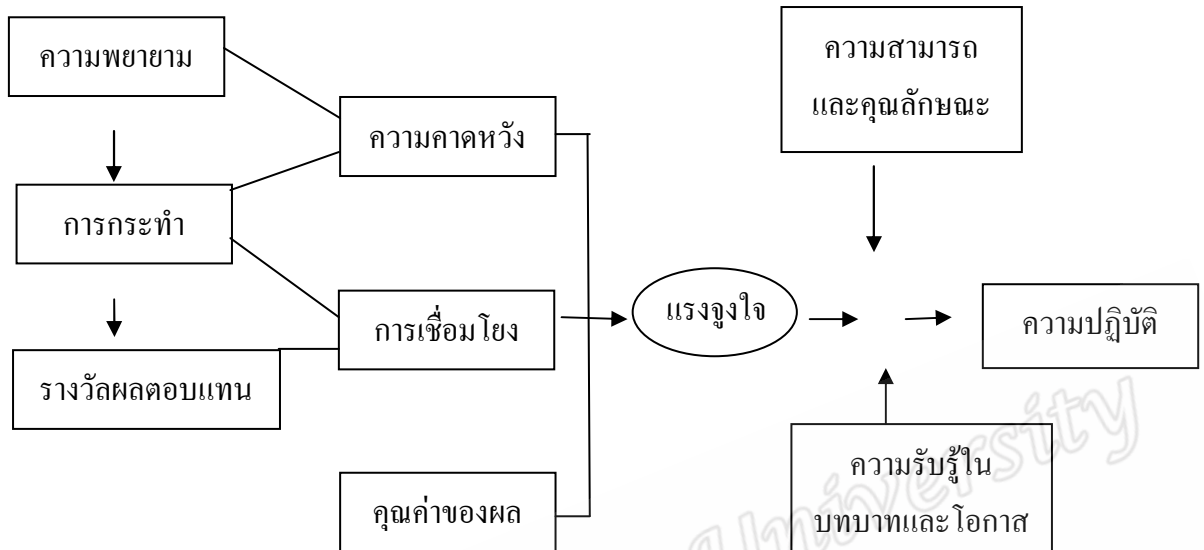 ความพยายาม
การกระทำ
รางวัลผลตอบแทน
ความคาดหวัง
การเชื่อมโยง
คุณค่าของผล
แรงจูงใจ
ความสามารถ
และคุณลักษณะ
ความรับรู้ใน
บทบาทและโอกาส
ความปฏิบัติ
University